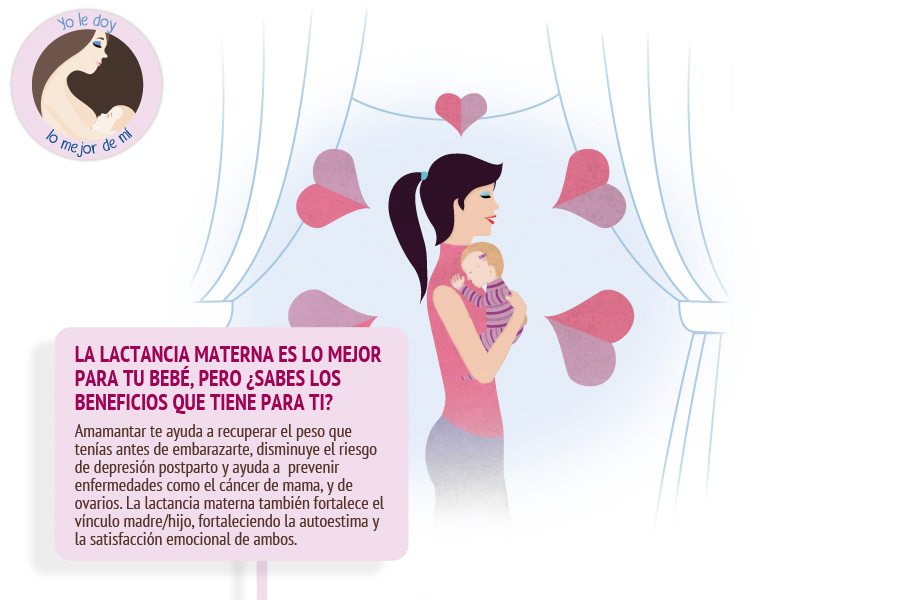 Yo le doy
lo mejor de mí
LA LACTANCIA MATERNA ES LO MEJOR
PARA TU BEBÉ, PERO ¿SABES LOS
BENEFICIOS QUE TIENE PARA TI?
Amamantar te ayuda a recuperar el peso que
tenías antes de embarazarte, disminuye el riesgo
de depresión postparto y ayuda a  prevenir
enfermedades como el cáncer de mama, y de
ovarios. La lactancia materna también fortalece el
vínculo madre/hijo, fortaleciendo la autoestima y
la satisfacción emocional de ambos.